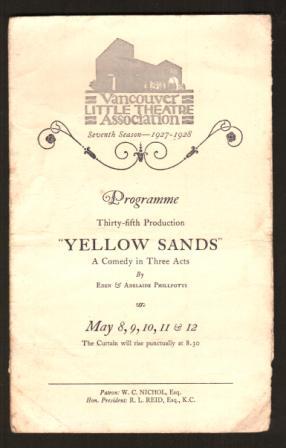 Vancouver
LITTLE THEATRE
Association
Seventh Season—1927-1928
Programme
Thirty-fifth Production
"YELLOW SANDS"
A Comedy in Three Acts
By
EDEN & ADELAIDE PHILLPOTTS
May 8, 9, 10, 11 & 12
The Curtain will rise punctually at 8.30
Patron: W. C. NICHOL, Esq.
Hon. President: R. L. REID, Esq., K.C.